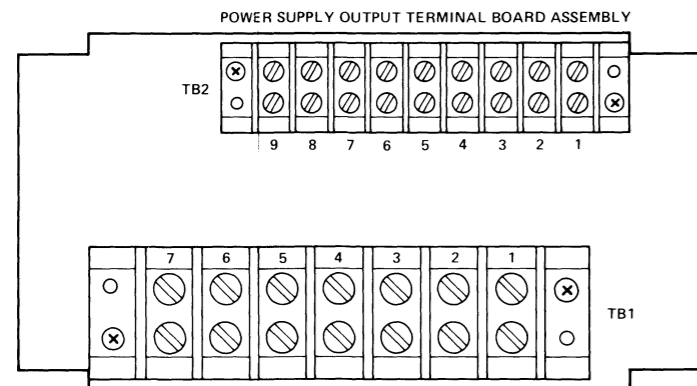 POWER SUPPLY OUTPUT TERMINAL BOARD ASSEMBLY
TB2
9 8 7 6 5 4 3 2 1
7 6 5 4 3 2 1
TB1